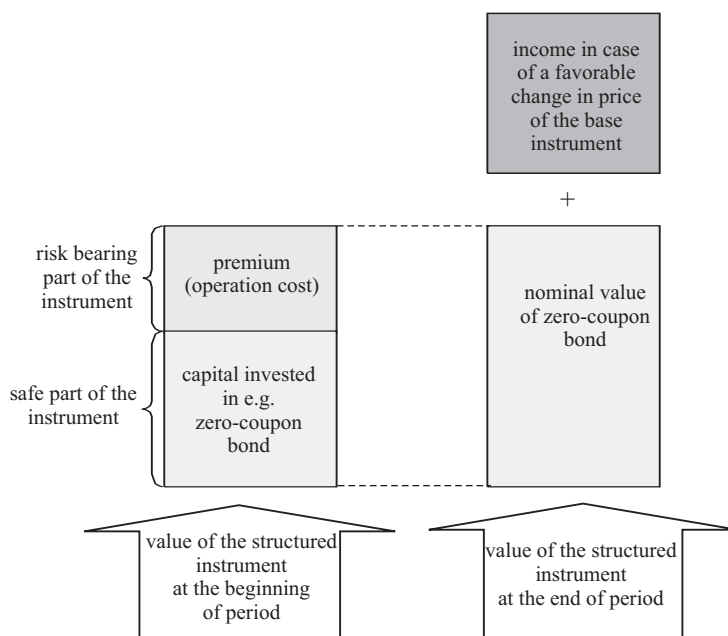 income in case
of a favorable
change in price
of the base
instrument
+
risk bearing
part of the
instrument
premium
(operation cost)
nominal value
of zero-coupon
bond
safe part of the
instrument
capital invested
in e.g.
zero-coupon
bond
value of the structured
instrument
at the beginning
of period
value of the structured
instrument
at the end of period